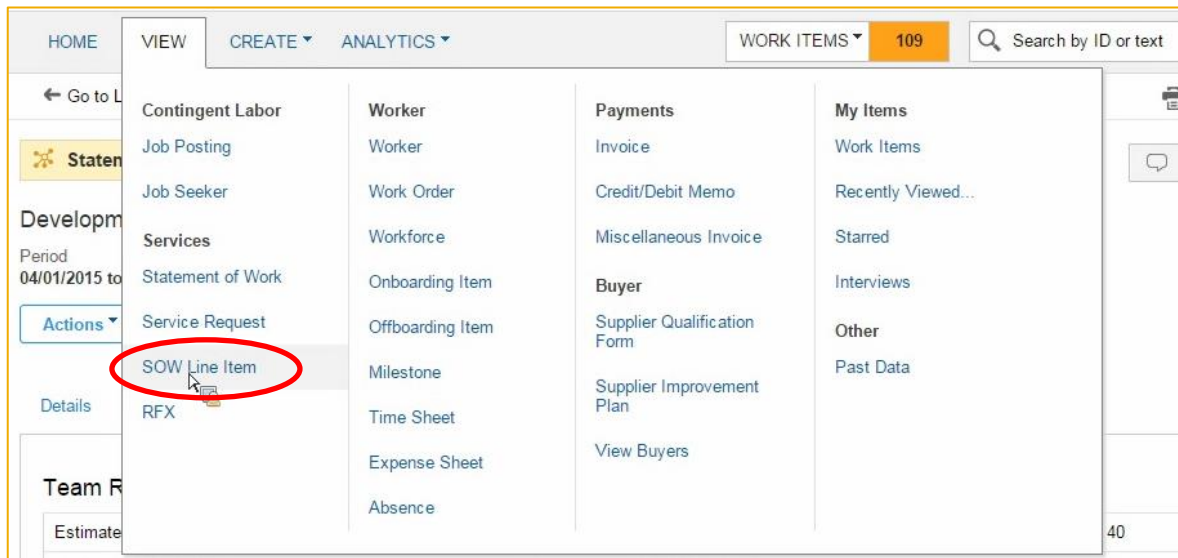 HOME VIEW CREATE ANALYTICS WORK ITEMS 109 Search by ID or text
Go to L
Contingent Labor
Job Posting
Job Seeker
Services
Statement of Work
Service Request
SOW Line Item
RFX
Worker
Worker
Work Order
Workforce
Onboarding Item
Offboarding Item
Milestone
Time Sheet
Expense Sheet
Absence
Payments
Invoice
Credit/Debit Memo
Miscellaneous Invoice
Buyer
Supplier Qualification
Form
Supplier Improvement
Plan
View Buyers
My Items
Work Items
Recently Viewed...
Starred
Interviews
Other
Past Data
Statem
Developm
Period
04/01/2015 to
Actions
Details
Team R
Estimate
40